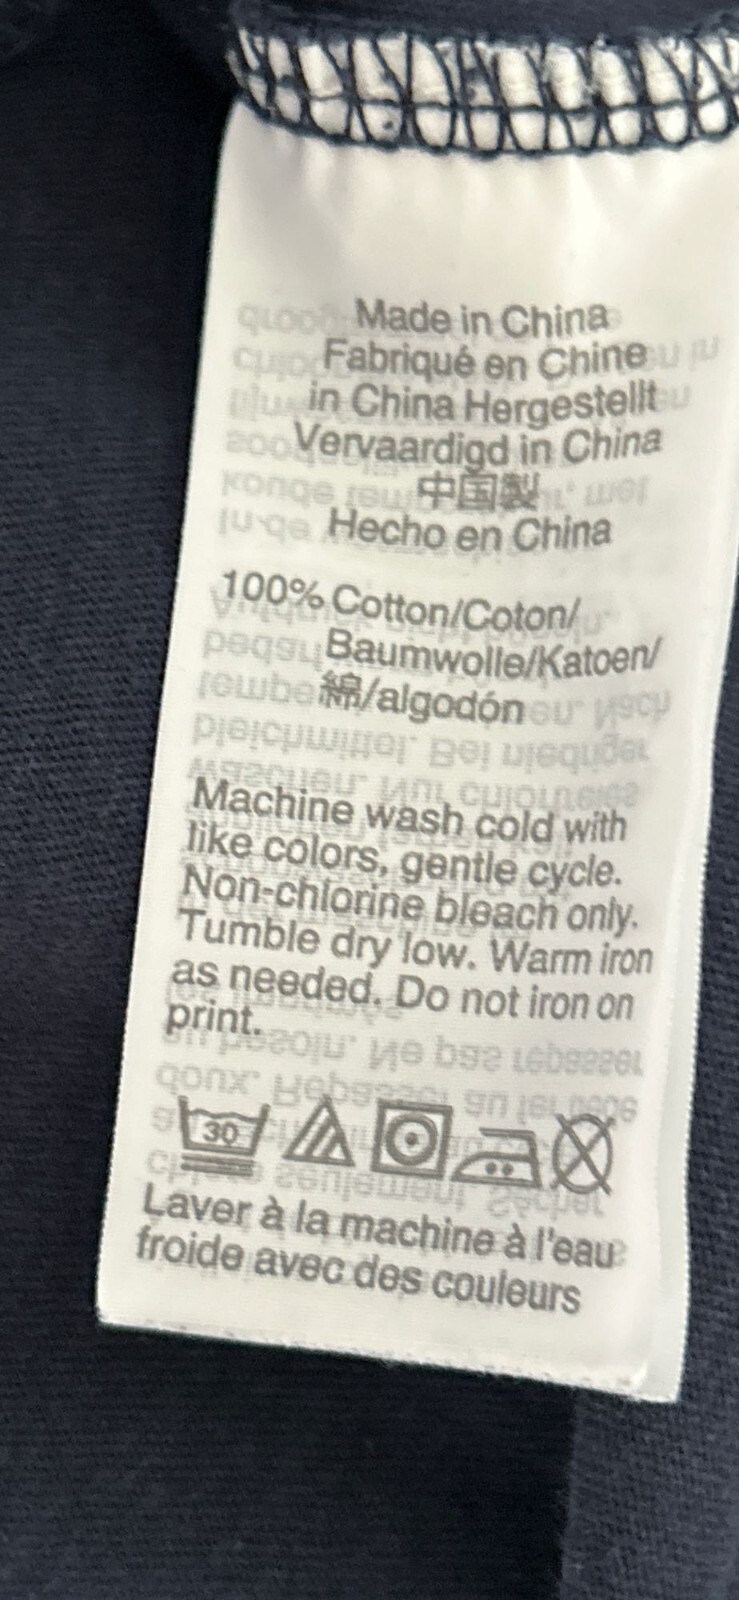 Made in China
Fabriqué en Chine
in China Hergestellt
Vervaardigd in China
中国製
Hecho en China
100% Cotton/Coton/
Baumwolle/Katoen/
綿/algodón
Machine wash cold with
like colors, gentle cycle.
Non-chlorine bleach only.
Tumble dry low. Warm iron
as needed. Do not iron on
print.
30
Laver à la machine à l'eau
froide avec des couleurs